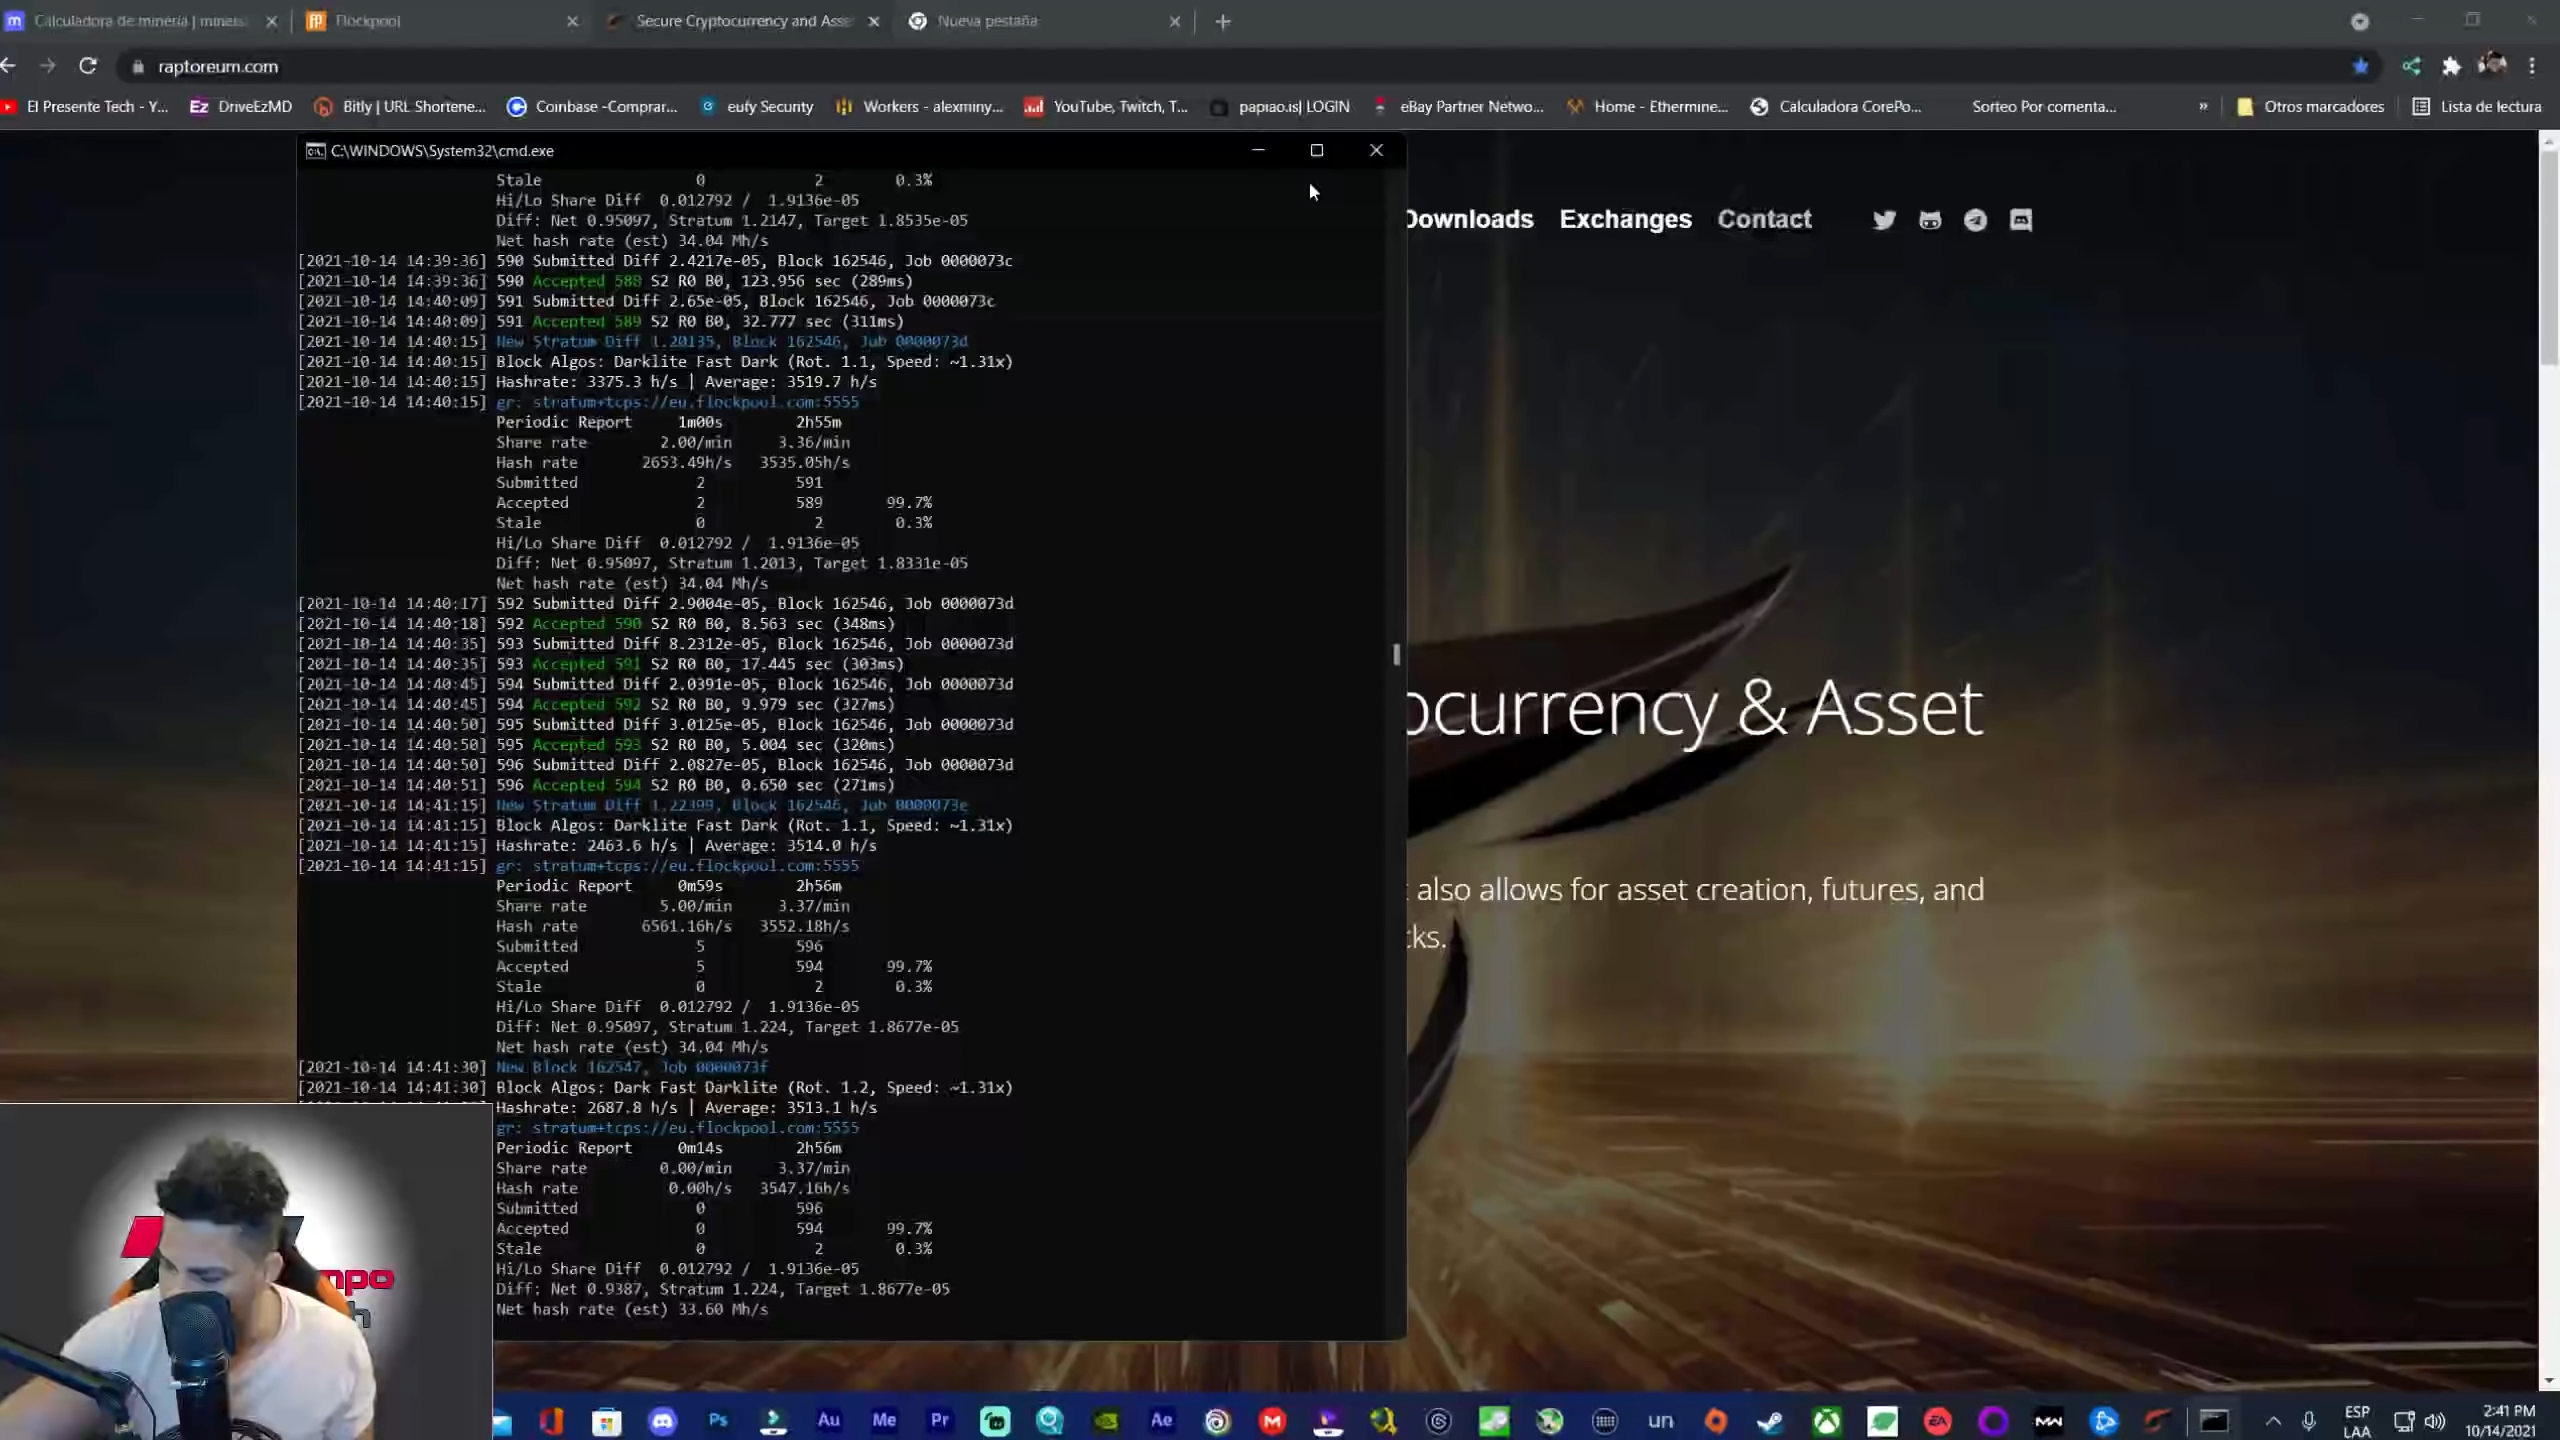 Calculadora de minería | miners
Flockpool
Secure Cryptocurrency and Asse
Nueva pestaña
raptoreum.com
El Presente Tech - Y...
DriveEzMD
Bitly | URL Shortene...
Coinbase -Comprar...
eufy Security
Workers - alexminy...
YouTube, Twitch, T...
papiao.is| LOGIN
eBay Partner Netwo...
Home - Ethermine...
Calculadora CorePo...
Sorteo Por comenta...
»
Otros marcadores
Lista de lectura
C:\WINDOWS\System32\cmd.exe
Downloads Exchanges Contact
Stale 0 2 0.3%
Hi/Lo Share Diff 0.012792 / 1.9136e-05
Diff: Net 0.95097, Stratum 1.2147, Target 1.8535e-05
Net hash rate (est) 34.04 Mh/s
[2021-10-14 14:39:36] 590 Submitted Diff 2.4217e-05, Block 162546, Job 0000073c
[2021-10-14 14:39:36] 590 Accepted 588 S2 R0 B0, 123.956 sec (289ms)
[2021-10-14 14:40:09] 591 Submitted Diff 2.65e-05, Block 162546, Job 0000073c
[2021-10-14 14:40:09] 591 Accepted 589 S2 R0 B0, 32.777 sec (311ms)
[2021-10-14 14:40:15] New Stratum Diff 1.20135, Block 162546, Job 0000073d
[2021-10-14 14:40:15] Block Algos: Darklite Fast Dark (Rot. 1.1, Speed: ~1.31x)
[2021-10-14 14:40:15] Hashrate: 3375.3 h/s | Average: 3519.7 h/s
[2021-10-14 14:40:15] gr: stratum+tcps://eu.flockpool.com:5555
Periodic Report 1m00s 2h55m
Share rate 2.00/min 3.36/min
Hash rate 2653.49h/s 3535.05h/s
Submitted 2 591
Accepted 2 589 99.7%
Stale 0 2 0.3%
Hi/Lo Share Diff 0.012792 / 1.9136e-05
Diff: Net 0.95097, Stratum 1.2013, Target 1.8331e-05
Net hash rate (est) 34.04 Mh/s
[2021-10-14 14:40:17] 592 Submitted Diff 2.9004e-05, Block 162546, Job 0000073d
[2021-10-14 14:40:18] 592 Accepted 590 S2 R0 B0, 8.563 sec (348ms)
[2021-10-14 14:40:35] 593 Submitted Diff 8.2312e-05, Block 162546, Job 0000073d
[2021-10-14 14:40:35] 593 Accepted 591 S2 R0 B0, 17.445 sec (303ms)
[2021-10-14 14:40:45] 594 Submitted Diff 2.0391e-05, Block 162546, Job 0000073d
[2021-10-14 14:40:45] 594 Accepted 592 S2 R0 B0, 9.979 sec (327ms)
[2021-10-14 14:40:50] 595 Submitted Diff 3.0125e-05, Block 162546, Job 0000073d
[2021-10-14 14:40:50] 595 Accepted 593 S2 R0 B0, 5.004 sec (320ms)
[2021-10-14 14:40:50] 596 Submitted Diff 2.0827e-05, Block 162546, Job 0000073d
[2021-10-14 14:40:51] 596 Accepted 594 S2 R0 B0, 0.650 sec (271ms)
[2021-10-14 14:41:15] New Stratum Diff 1.22399, Block 162546, Job 0000073e
[2021-10-14 14:41:15] Block Algos: Darklite Fast Dark (Rot. 1.1, Speed: ~1.31x)
[2021-10-14 14:41:15] Hashrate: 2463.6 h/s | Average: 3514.0 h/s
[2021-10-14 14:41:15] gr: stratum+tcps://eu.flockpool.com:5555
Periodic Report 0m59s 2h56m
Share rate 5.00/min 3.37/min
Hash rate 6561.16h/s 3552.18h/s
Submitted 5 596
Accepted 5 594 99.7%
Stale 0 2 0.3%
Hi/Lo Share Diff 0.012792 / 1.9136e-05
Diff: Net 0.95097, Stratum 1.224, Target 1.8677e-05
Net hash rate (est) 34.04 Mh/s
[2021-10-14 14:41:30] New Block 162547, Job 0000073f
[2021-10-14 14:41:30] Block Algos: Dark Fast Darklite (Rot. 1.2, Speed: ~1.31x)
Hashrate: 2687.8 h/s | Average: 3513.1 h/s
gr: stratum+tcps://eu.flockpool.com:5555
Periodic Report 0m14s 2h56m
Share rate 0.00/min 3.37/min
Hash rate 0.00h/s 3547.16h/s
Submitted 0 596
Accepted 0 594 99.7%
Stale 0 2 0.3%
Hi/Lo Share Diff 0.012792 / 1.9136e-05
Diff: Net 0.9387, Stratum 1.224, Target 1.8677e-05
Net hash rate (est) 33.60 Mh/s
ocurrency & Asset
also allows for asset creation, futures, and
cks.
mpo
h
Ps
Au
Me
Pr
Ae
un
EA
MW
ESP
LAA
2:41 PM
10/14/2021